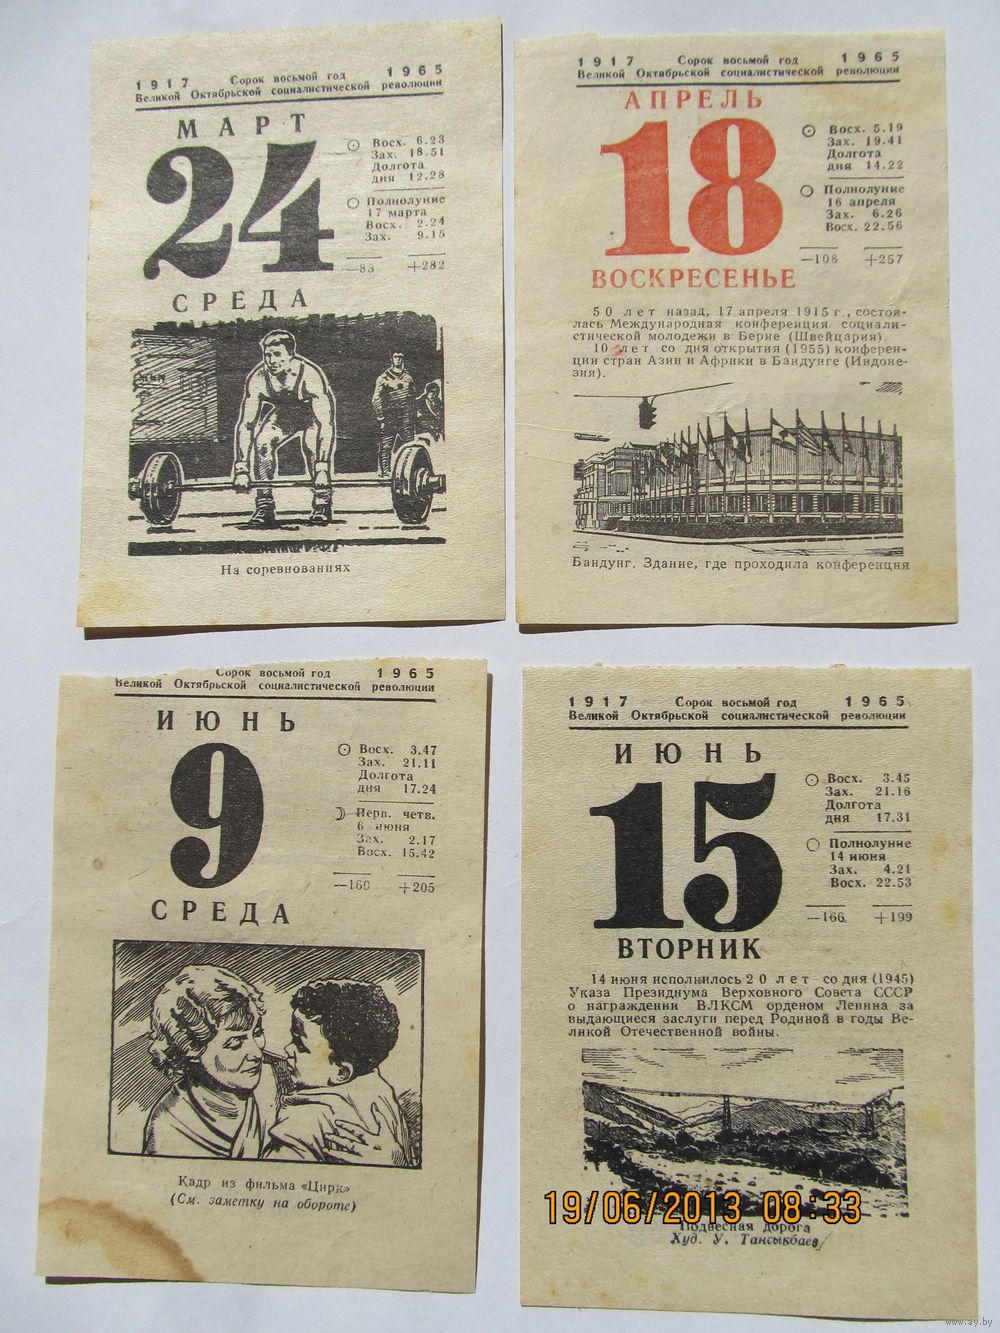 1917 Сорок восьмой год 1965
Великой Октябрьской социалистической революции
МАРТ
24
Восх. 6.23
Зах. 18.51
Долгота
дня 12.28
Полнолуние
17 марта
Восх. 2.24
Зах. 9.15
—83 +282
СРЕДА
На соревнованиях
1917 Сорок восьмой год 1965
Великой Октябрьской социалистической революции
АПРЕЛЬ
18
Восх. 5.19
Зах. 19.41
Долгота
дня 14.22
Полнолуние
16 апреля
Зах. 6.26
Восх. 22.56
—108 +257
ВОСКРЕСЕНЬЕ
50 лет назад, 17 апреля 1915 г., состоя-
лась Международная конференция социали-
стической молодежи в Берне (Швейцария).
10 лет со дня открытия (1955) конферен-
ции стран Азии и Африки в Бандунге (Индоне-
зия).
Бандунг. Здание, где проходила конференция
Сорок восьмой год 1965
Великой Октябрьской социалистической революции
ИЮНЬ
9
Восх. 3.47
Зах. 21.11
Долгота
дня 17.24
Перв. четв.
6 июня
Зах. 2.17
Восх. 15.42
—160 +205
СРЕДА
Кадр из фильма «Цирк»
(См. заметку на обороте)
1917 Сорок восьмой год 1965
Великой Октябрьской социалистической революции
ИЮНЬ
15
Восх. 3.45
Зах. 21.16
Долгота
дня 17.31
Полнолуние
14 июня
Зах. 4.21
Восх. 22.53
—166 +199
ВТОРНИК
14 июня исполнилось 20 лет со дня (1945)
Указа Президиума Верховного Совета СССР
о награждении ВЛКСМ орденом Ленина за
выдающиеся заслуги перед Родиной в годы Ве-
ликой Отечественной войны.
19/06/2013 08:33
Подвесная дорога
Худ. У. Тансыкбаев
www.ay.by